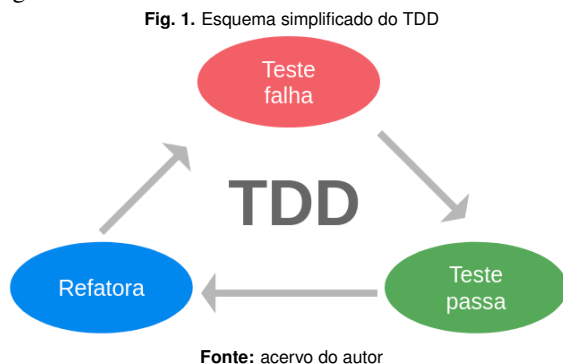 Fig. 1. Esquema simplificado do TDD
Teste
falha
TDD
Refatora
Teste
passa
Fonte: acervo do autor